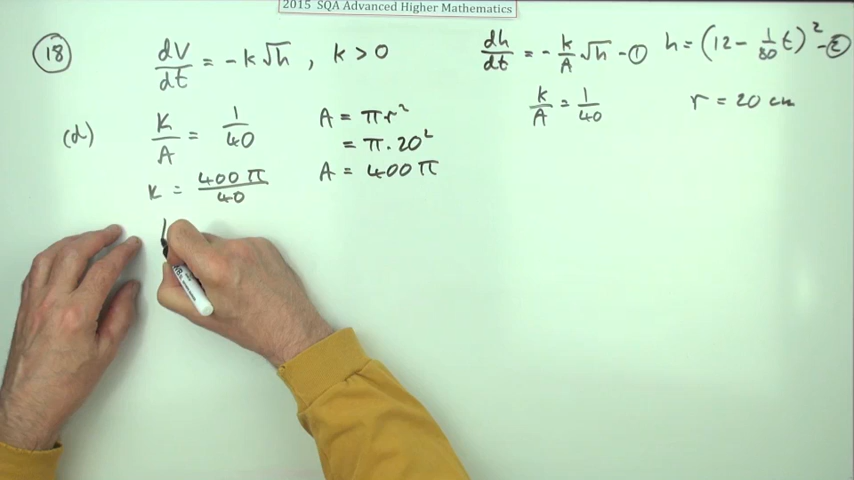 2015 SQA Advanced Higher Mathematics
18
dV/dt = -k√h , k > 0
dh/dt = - k/A √h - ①
h = (12 - 1/80 t)² - ②
k/A = 1/40
r = 20 cm
(d)
K/A = 1/40
A = πr²
= π . 20²
A = 400π
K = 400π/40